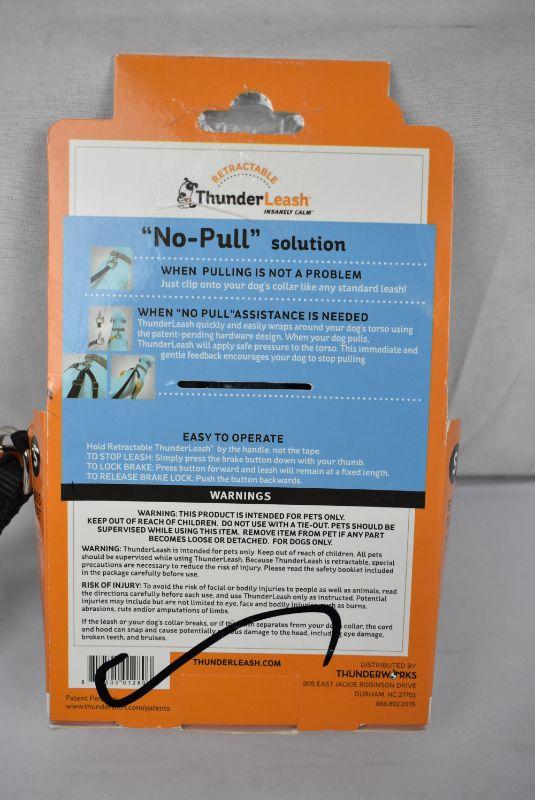 RETRACTABLE
ThunderLeash
INSANELY CALM™
"No-Pull" solution
WHEN PULLING IS NOT A PROBLEM
Just clip onto your dog's collar like any standard leash!
WHEN "NO PULL"ASSISTANCE IS NEEDED
ThunderLeash quickly and easily wraps around your dog's torso using
the patent-pending hardware design. When your dog pulls,
ThunderLeash will apply safe pressure to the torso. This immediate and
gentle feedback encourages your dog to stop pulling.
EASY TO OPERATE
Hold Retractable ThunderLeash® by the handle, not the tape.
TO STOP LEASH: Simply press the brake button down with your thumb.
TO LOCK BRAKE: Press button forward and leash will remain at a fixed length.
TO RELEASE BRAKE LOCK: Push the button backwards.
WARNINGS
WARNING: THIS PRODUCT IS INTENDED FOR PETS ONLY.
KEEP OUT OF REACH OF CHILDREN. DO NOT USE WITH A TIE-OUT. PETS SHOULD BE
SUPERVISED WHILE USING THIS ITEM. REMOVE ITEM FROM PET IF ANY PART
BECOMES LOOSE OR DETACHED. FOR DOGS ONLY.
WARNING: ThunderLeash is intended for pets only. Keep out of reach of children. All pets
should be supervised while using ThunderLeash. Because ThunderLeash is retractable, special
precautions are necessary to reduce the risk of injury. Please read the safety booklet included
in the package carefully before use.
RISK OF INJURY: To avoid the risk of facial or bodily injuries to people as well as animals, read
the directions carefully before each use, and use ThunderLeash only as instructed. Potential
injuries may include but are not limited to eye, face and bodily injuries such as burns,
abrasions, cuts and/or amputations of limbs.
If the leash or your dog's collar breaks, or if the leash separates from your dog's collar, the cord
and hood can snap and cause potentially serious damage to the head, including eye damage,
broken teeth, and bruises.
THUNDERLEASH.COM
DISTRIBUTED BY
THUNDERWORKS
905 EAST JACKIE ROBINSON DRIVE
DURHAM, NC 27701
866.892.2078
Patent